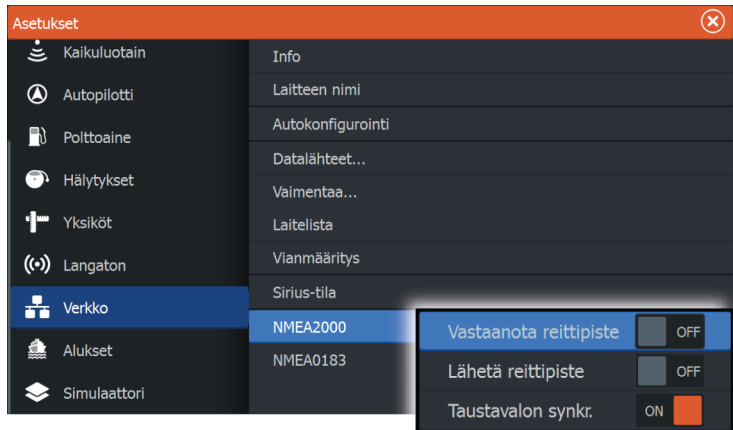 Asetukset
Kaikuluotain
Autopilotti
Polttoaine
Hälytykset
Yksiköt
Langaton
Verkko
Alukset
Simulaattori
Info
Laitteen nimi
Autokonfigurointi
Datalähteet...
Vaimentaa...
Laitelista
Vianmääritys
Sirius-tila
NMEA2000
NMEA0183
Vastaanota reittipiste OFF
Lähetä reittipiste OFF
Taustavalon synkr. ON